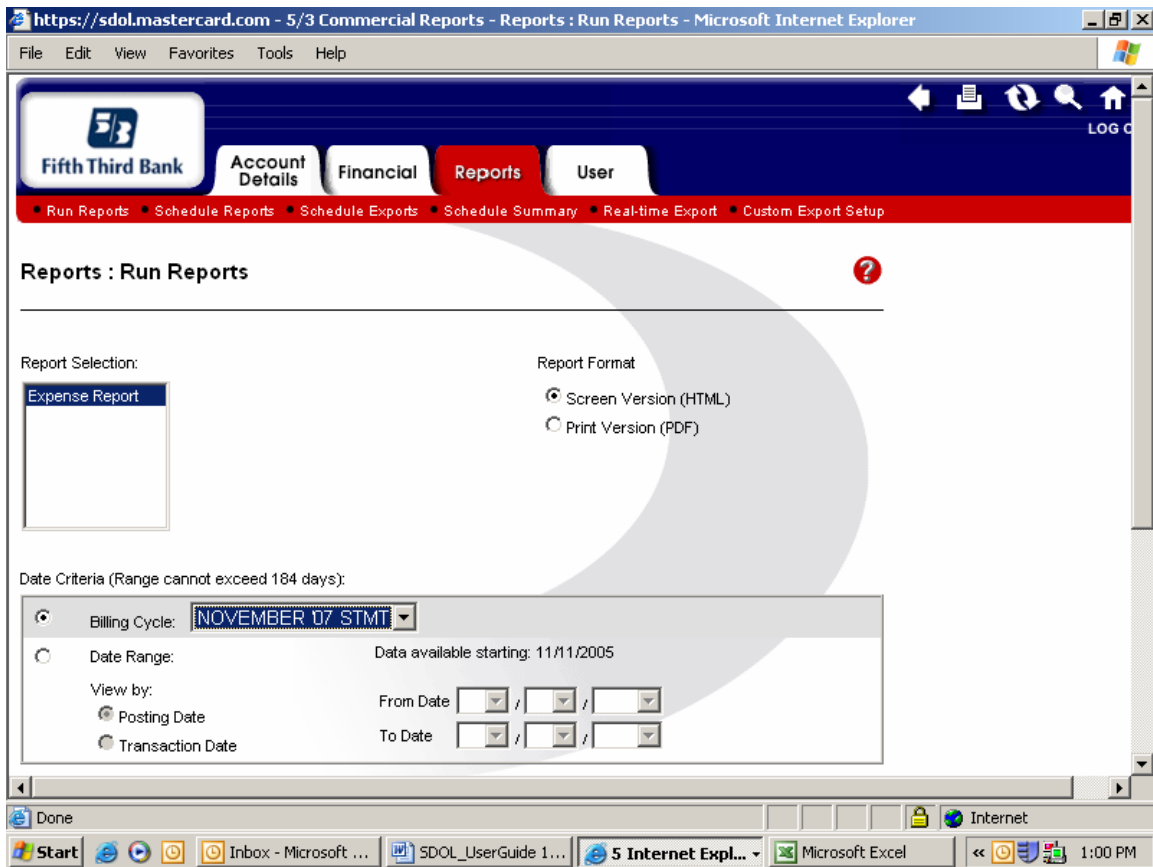 https://sdol.mastercard.com - 5/3 Commercial Reports - Reports : Run Reports - Microsoft Internet Explorer
File Edit View Favorites Tools Help
LOG
5/3
Fifth Third Bank
Account Details
Financial
Reports
User
Run Reports • Schedule Reports • Schedule Exports • Schedule Summary • Real-time Export • Custom Export Setup
Reports : Run Reports
?
Report Selection:
Report Format
Expense Report
Screen Version (HTML)
Print Version (PDF)
Date Criteria (Range cannot exceed 184 days):
Billing Cycle: NOVEMBER '07 STMT
Date Range: Data available starting: 11/11/2005
View by:
From Date / /
Posting Date
To Date / /
Transaction Date
Done
Internet
Start
Inbox - Microsoft ...
SDOL_UserGuide 1...
5 Internet Expl...
Microsoft Excel
«
1:00 PM